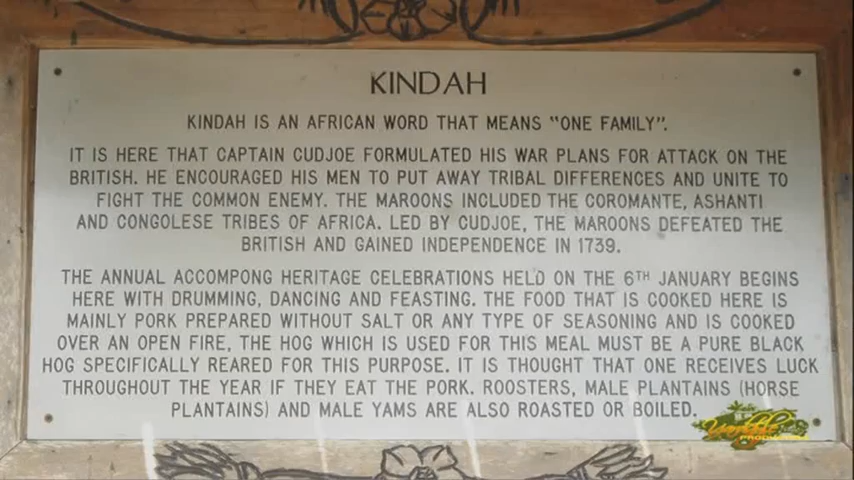 KINDAH
KINDAH IS AN AFRICAN WORD THAT MEANS "ONE FAMILY".
IT IS HERE THAT CAPTAIN CUDJOE FORMULATED HIS WAR PLANS FOR ATTACK ON THE
BRITISH. HE ENCOURAGED HIS MEN TO PUT AWAY TRIBAL DIFFERENCES AND UNITE TO
FIGHT THE COMMON ENEMY. THE MAROONS INCLUDED THE COROMANTE, ASHANTI
AND CONGOLESE TRIBES OF AFRICA. LED BY CUDJOE, THE MAROONS DEFEATED THE
BRITISH AND GAINED INDEPENDENCE IN 1739.
THE ANNUAL ACCOMPONG HERITAGE CELEBRATIONS HELD ON THE 6TH JANUARY BEGINS
HERE WITH DRUMMING, DANCING AND FEASTING. THE FOOD THAT IS COOKED HERE IS
MAINLY PORK PREPARED WITHOUT SALT OR ANY TYPE OF SEASONING AND IS COOKED
OVER AN OPEN FIRE, THE HOG WHICH IS USED FOR THIS MEAL MUST BE A PURE BLACK
HOG SPECIFICALLY REARED FOR THIS PURPOSE. IT IS THOUGHT THAT ONE RECEIVES LUCK
THROUGHOUT THE YEAR IF THEY EAT THE PORK. ROOSTERS, MALE PLANTAINS (HORSE
PLANTAINS) AND MALE YAMS ARE ALSO ROASTED OR BOILED.